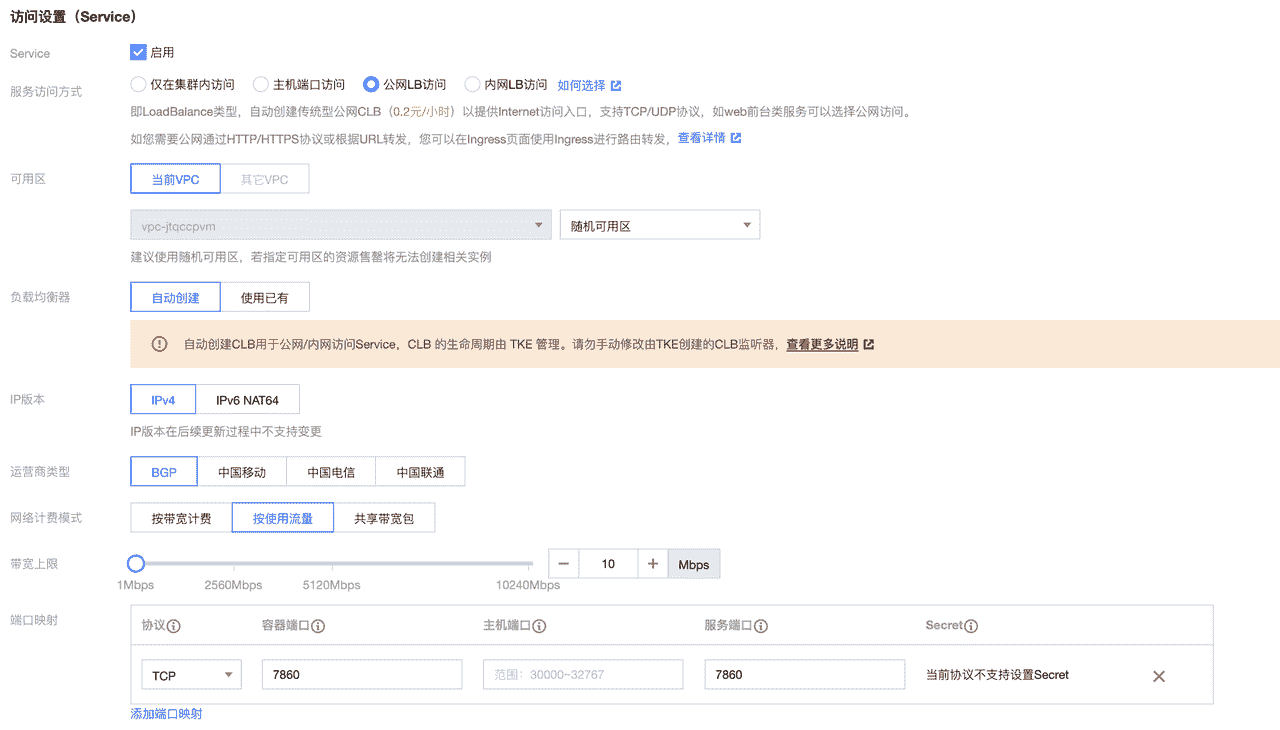 访问设置（Service）
Service 启用
服务访问方式 仅在集群内访问 主机端口访问 公网LB访问 内网LB访问 如何选择
即LoadBalance类型，自动创建传统型公网CLB（0.2元/小时）以提供Internet访问入口，支持TCP/UDP协议，如web前台类服务可以选择公网访问。
如您需要公网通过HTTP/HTTPS协议或根据URL转发，您可以在Ingress页面使用Ingress进行路由转发，查看详情
可用区 当前VPC 其它VPC
vpc-jtqccpvm 随机可用区
建议使用随机可用区，若指定可用区的资源售罄将无法创建相关实例
负载均衡器 自动创建 使用已有
自动创建CLB用于公网/内网访问Service，CLB 的生命周期由 TKE 管理。请勿手动修改由TKE创建的CLB监听器，查看更多说明
IP版本 IPv4 IPv6 NAT64
IP版本在后续更新过程中不支持变更
运营商类型 BGP 中国移动 中国电信 中国联通
网络计费模式 按带宽计费 按使用流量 共享带宽包
带宽上限 10 Mbps
1Mbps 2560Mbps 5120Mbps 10240Mbps
端口映射 协议 容器端口 主机端口 服务端口 Secret
TCP 7860 范围：30000~32767 7860 当前协议不支持设置Secret
添加端口映射